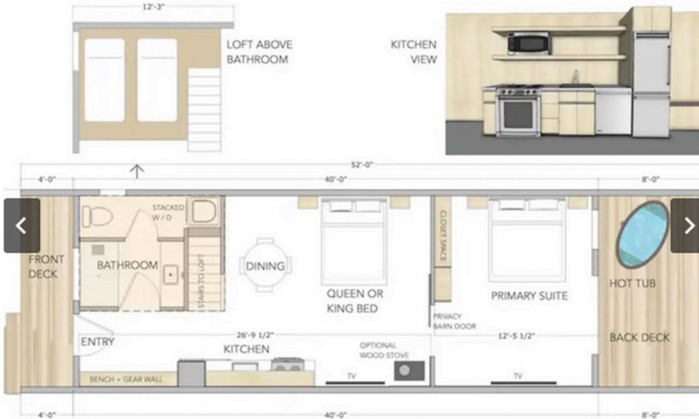 12'-3"
LOFT ABOVE
BATHROOM
KITCHEN
VIEW
52'-0"
4'-0"
40'-0"
8'-0"
STACKED
W / D
FRONT
DECK
BATHROOM
STAIRS TO LOFT
DINING
QUEEN OR
KING BED
CLOSET SPACE
PRIMARY SUITE
HOT TUB
PRIVACY
BARN DOOR
BACK DECK
ENTRY
26'-9 1/2"
12'-5 1/2"
KITCHEN
OPTIONAL
WOOD STOVE
BENCH + GEAR WALL
TV
TV
4'-0"
40'-0"
8'-0"